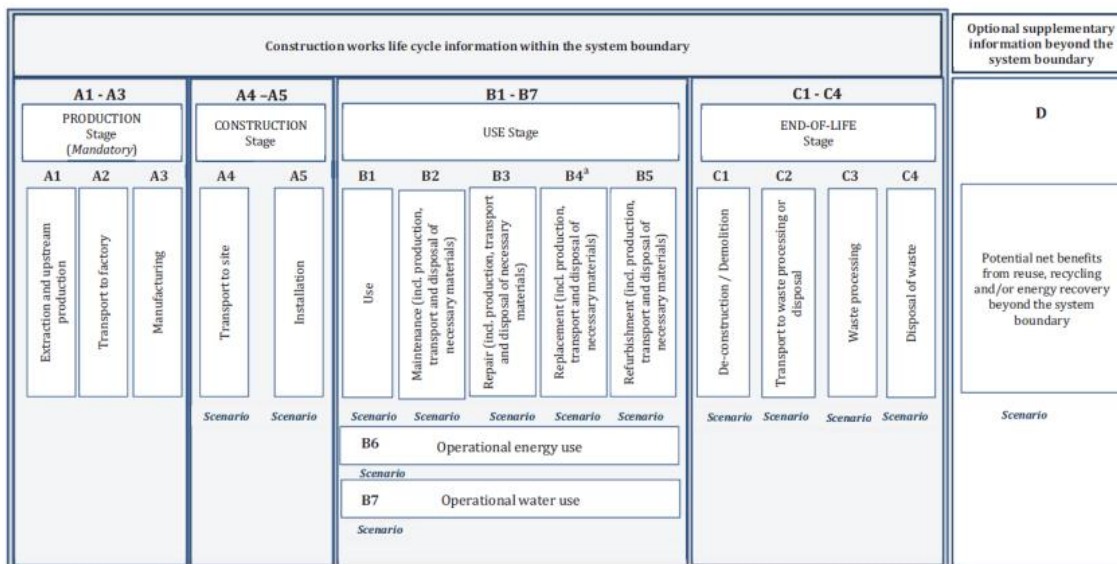 Construction works life cycle information within the system boundary
Optional supplementary
information beyond the
system boundary
A1 - A3
PRODUCTION
Stage
(Mandatory)
A4 –A5
CONSTRUCTION
Stage
B1 - B7
USE Stage
C1 - C4
END-OF-LIFE
Stage
D
A1
A2
A3
A4
A5
B1
B2
B3
B4ª
B5
C1
C2
C3
C4
Extraction and upstream
production
Transport to factory
Manufacturing
Transport to site
Installation
Use
Maintenance (incl. production,
transport and disposal of
necessary materials)
Repair (incl. production, transport
and disposal of necessary
materials)
Replacement (incl. production,
transport and disposal of
necessary materials)
Refurbishment (incl. production,
transport and disposal of
necessary materials)
De-construction / Demolition
Transport to waste processing or
disposal
Waste processing
Disposal of waste
Potential net benefits
from reuse, recycling
and/or energy recovery
beyond the system
boundary
Scenario
Scenario
Scenario
Scenario
Scenario
Scenario
Scenario
Scenario
Scenario
Scenario
Scenario
Scenario
B6 Operational energy use
Scenario
B7 Operational water use
Scenario